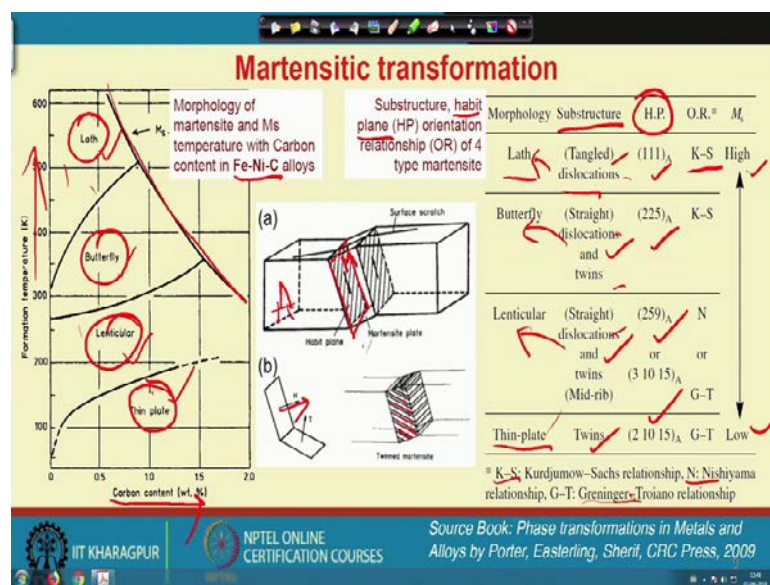 Martensitic transformation
600
500
400
300
200
100
0
0.5
1.0
1.5
2.0
Formation temperature (K)
Carbon content (wt. %)
Ms
Lath
Butterfly
Lenticular
Thin plate
Morphology of
martensite and Ms
temperature with Carbon
content in Fe-Ni-C alloys
Substructure, habit
plane (HP) orientation
relationship (OR) of 4
type martensite
(a)
Surface scratch
A
M
Habit plane
Martensite plate
(b)
H
T
Twinned martensite
Morphology Substructure H.P. O.R.* Ms
Lath (Tangled) (111)A K–S High
dislocations
Butterfly (Straight) (225)A K–S
dislocations
and
twins
Lenticular (Straight) (259)A N
dislocations or or
and (3 10 15)A
twins
(Mid-rib) G–T
Thin-plate Twins (2 10 15)A G–T Low
* K–S: Kurdjumow–Sachs relationship, N: Nishiyama
relationship, G–T: Greninger–Troiano relationship
IIT KHARAGPUR
NPTEL ONLINE
CERTIFICATION COURSES
Source Book: Phase transformations in Metals and
Alloys by Porter, Easterling, Sherif, CRC Press, 2009